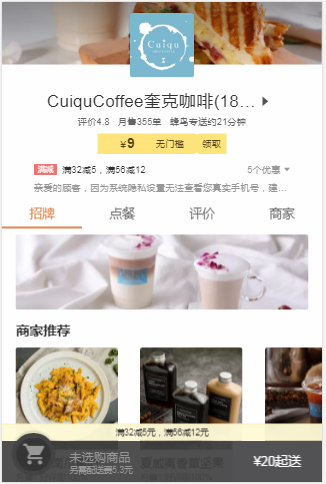 Cuiqu
CuiquCoffee奎克咖啡(18...
评价4.8 月售355单 蜂鸟专送约21分钟
¥9 无门槛 领取
满减 满32减5，满56减12 5个优惠
亲爱的顾客，因为系统隐私设置无法查看您真实手机号，建...
招牌 点餐 评价 商家
商家推荐
满32减5元，满56减12元
未选购商品
另需配送费5.3元
¥20起送